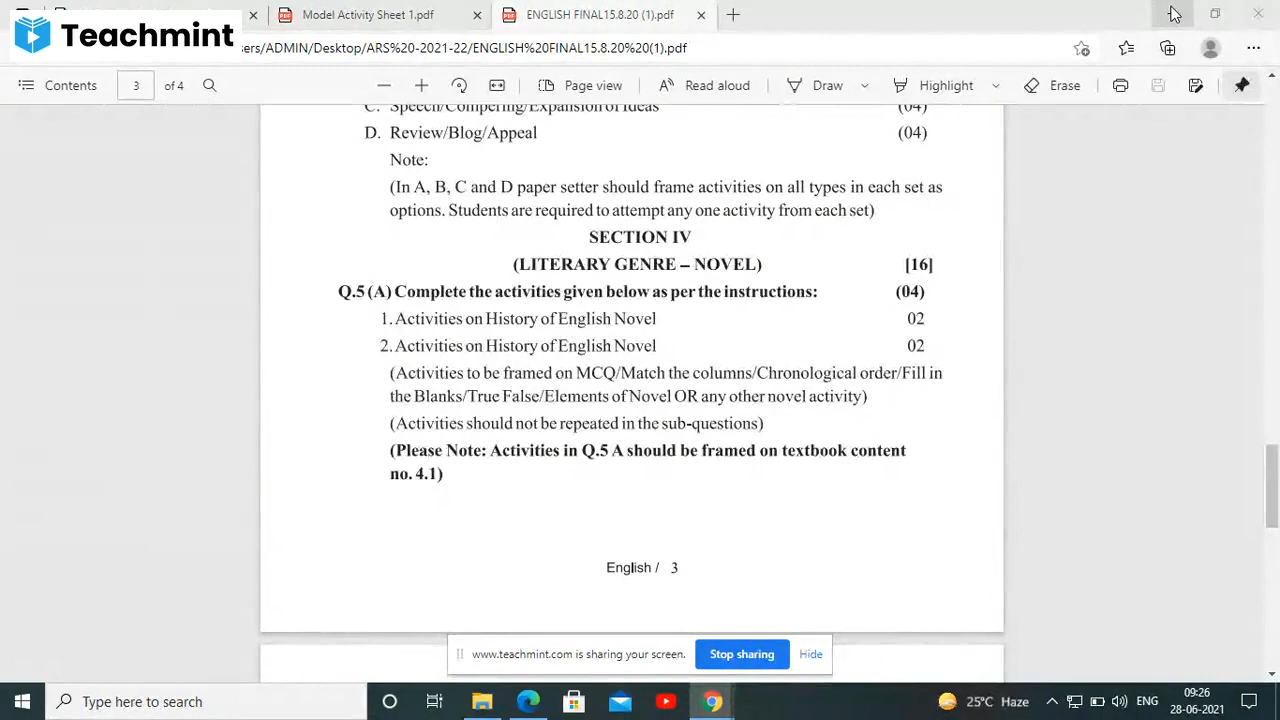 Model Activity Sheet 1.pdf
ENGLISH FINAL15.8.20 (1).pdf
Teachmint
ers/ADMIN/Desktop/ARS%20-2021-22/ENGLISH%20FINAL15.8.20%20(1).pdf
Contents 3 of 4 Page view Read aloud Draw Highlight Erase
C. Speech/Compering/Expansion of Ideas (04)
D. Review/Blog/Appeal (04)
Note:
(In A, B, C and D paper setter should frame activities on all types in each set as
options. Students are required to attempt any one activity from each set)
SECTION IV
(LITERARY GENRE – NOVEL) [16]
Q.5 (A) Complete the activities given below as per the instructions: (04)
1. Activities on History of English Novel 02
2. Activities on History of English Novel 02
(Activities to be framed on MCQ/Match the columns/Chronological order/Fill in
the Blanks/True False/Elements of Novel OR any other novel activity)
(Activities should not be repeated in the sub-questions)
(Please Note: Activities in Q.5 A should be framed on textbook content
no. 4.1)
English / 3
www.teachmint.com is sharing your screen. Stop sharing Hide
Type here to search 25°C Haze ENG 09:26
28-06-2021